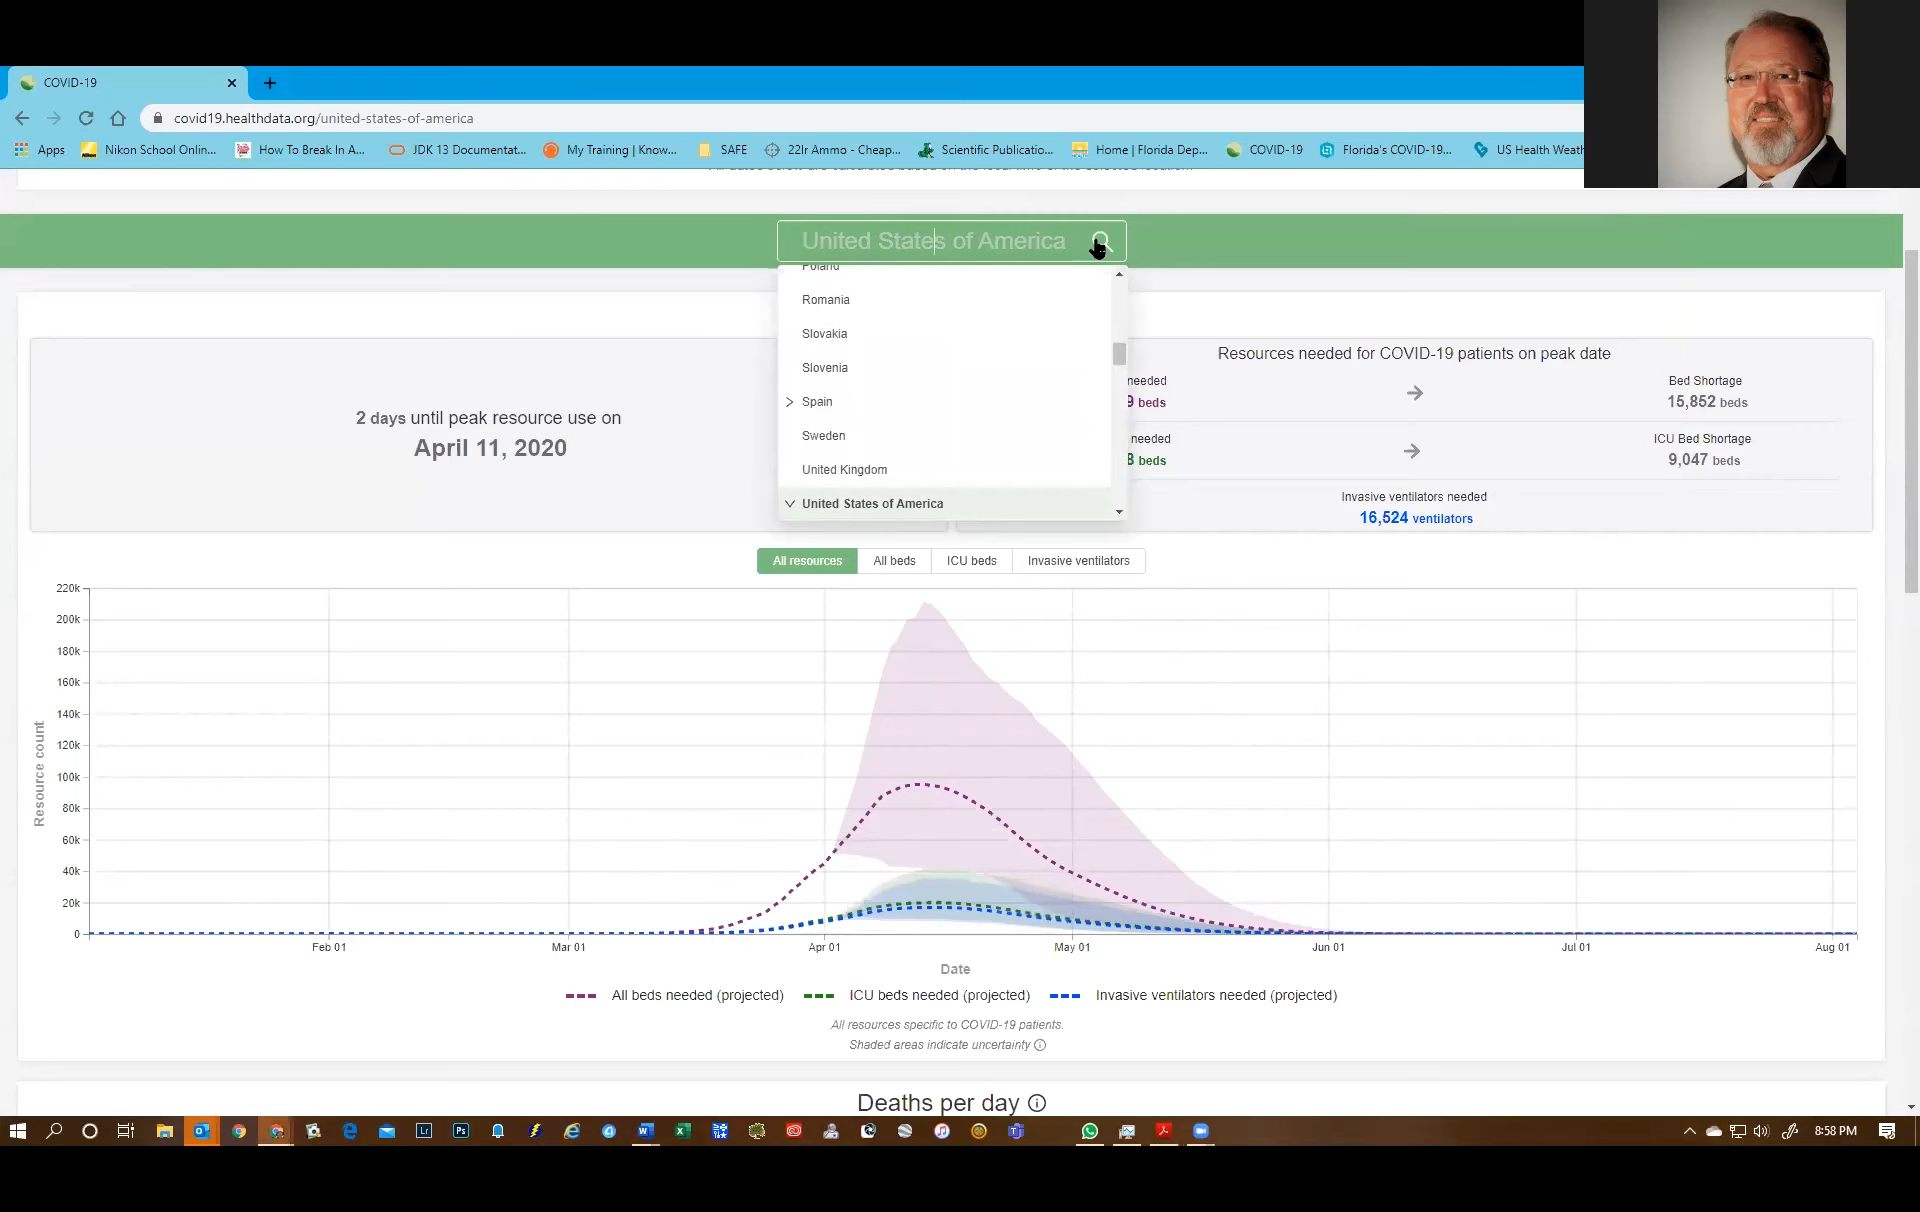 COVID-19
covid19.healthdata.org/united-states-of-america
Apps
Nikon School Onlin...
How To Break In A...
JDK 13 Documentat...
My Training | Know...
SAFE
22lr Ammo - Cheap...
Scientific Publicatio...
Home | Florida Dep...
COVID-19
Florida's COVID-19...
US Health Weath
United States of America
Poland
Romania
Slovakia
Slovenia
Spain
Sweden
United Kingdom
United States of America
2 days until peak resource use on
April 11, 2020
Resources needed for COVID-19 patients on peak date
needed
9 beds
Bed Shortage
15,852 beds
needed
8 beds
ICU Bed Shortage
9,047 beds
Invasive ventilators needed
16,524 ventilators
All resources
All beds
ICU beds
Invasive ventilators
220k
200k
180k
160k
140k
120k
100k
80k
60k
40k
20k
0
Resource count
Feb 01
Mar 01
Apr 01
May 01
Jun 01
Jul 01
Aug 01
Date
All beds needed (projected)
ICU beds needed (projected)
Invasive ventilators needed (projected)
All resources specific to COVID-19 patients.
Shaded areas indicate uncertainty
Deaths per day
8:58 PM